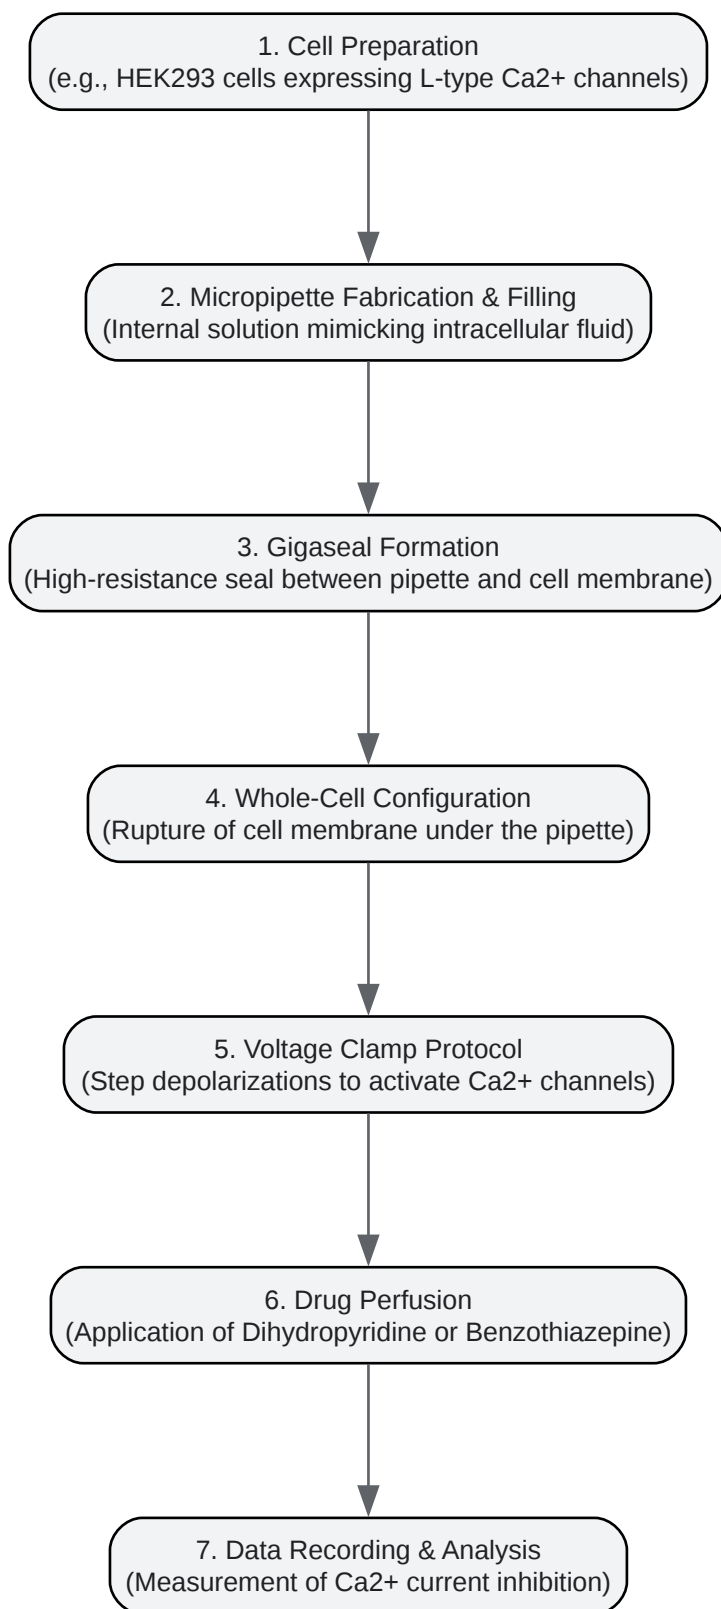 1. Cell Preparation
(e.g., HEK293 cells expressing L-type Ca2+ channels)
2. Micropipette Fabrication & Filling
(Internal solution mimicking intracellular fluid)
3. Gigaseal Formation
(High-resistance seal between pipette and cell membrane)
4. Whole-Cell Configuration
(Rupture of cell membrane under the pipette)
5. Voltage Clamp Protocol
(Step depolarizations to activate Ca2+ channels)
6. Drug Perfusion
(Application of Dihydropyridine or Benzothiazepine)
7. Data Recording & Analysis
(Measurement of Ca2+ current inhibition)